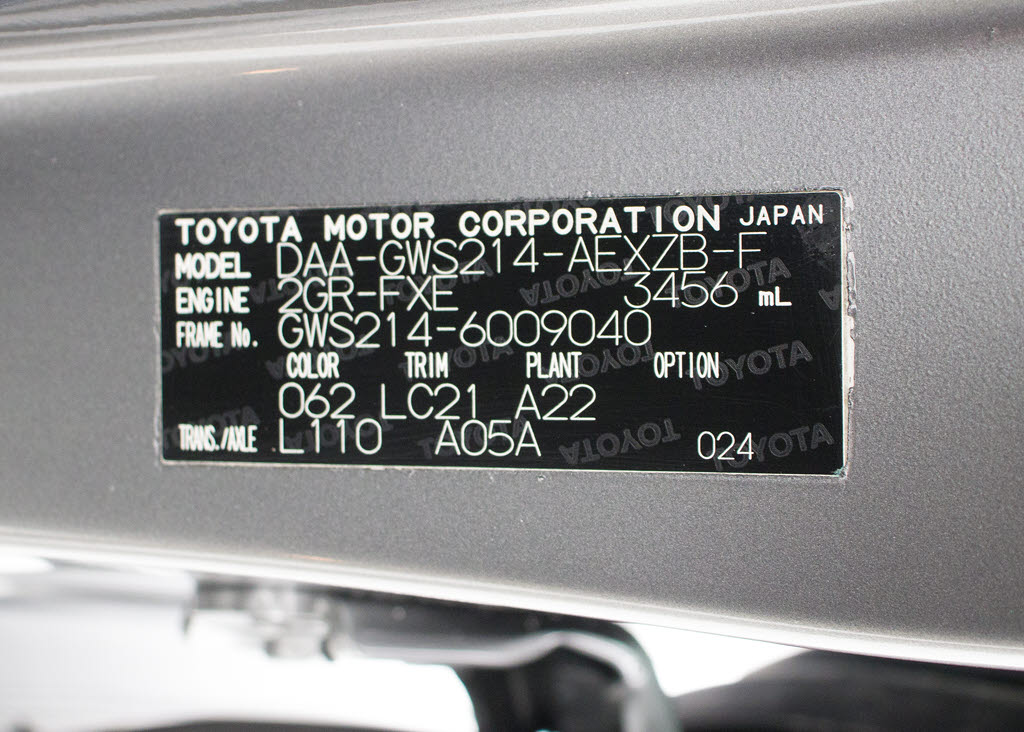 TOYOTA MOTOR CORPORATION JAPAN
MODEL DAA-GWS214-AEXZB-F
ENGINE 2GR-FXE 3456 mL
FRAME No. GWS214-6009040
COLOR TRIM PLANT OPTION
062 LC21 A22
TRANS./AXLE L110 A05A 024